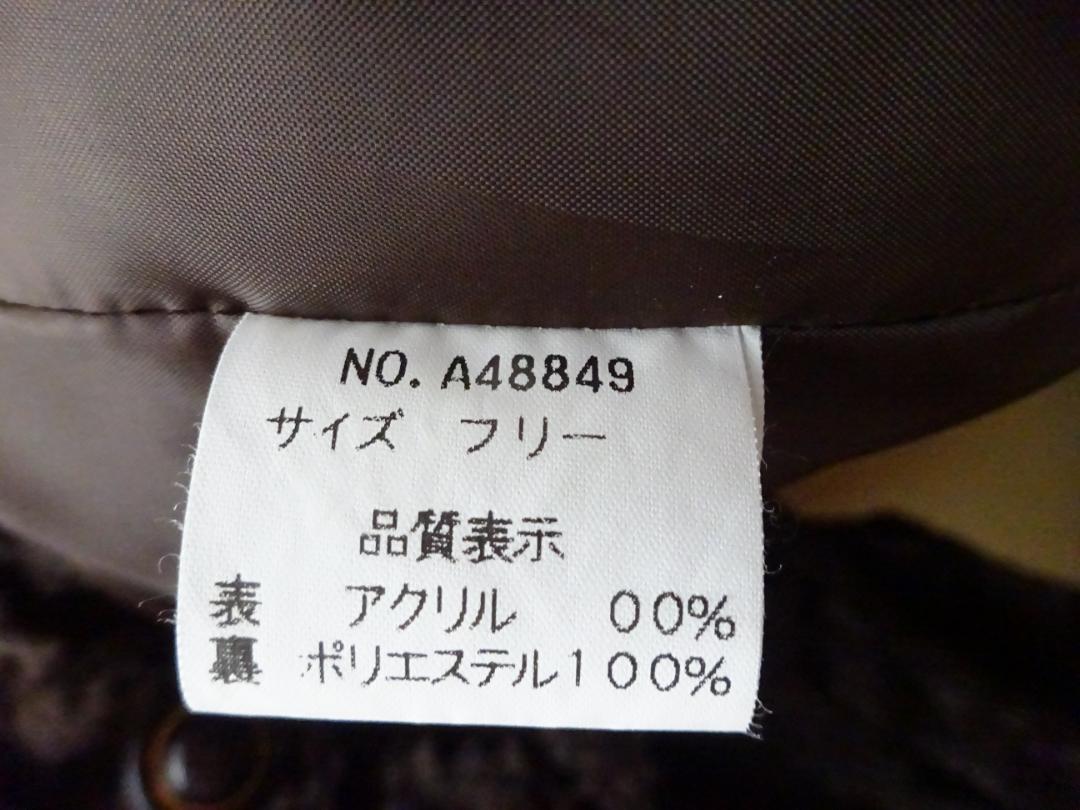 NO. A48849
サイズ フリー
品質表示
表 アクリル 00%
裏 ポリエステル100%